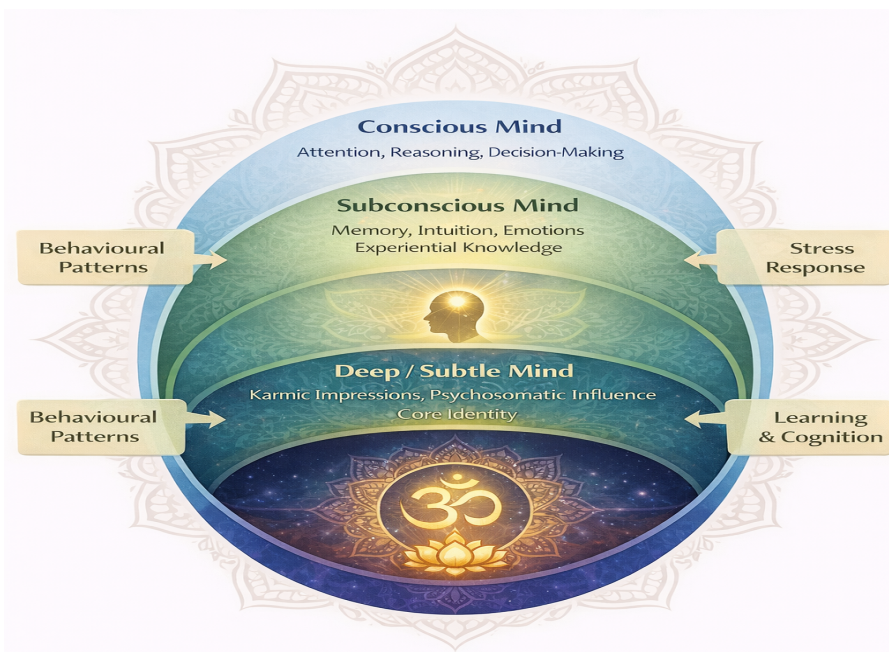 Conscious Mind
Attention, Reasoning, Decision-Making
Subconscious Mind
Memory, Intuition, Emotions
Experiential Knowledge
Behavioural
Patterns
Stress
Response
Deep / Subtle Mind
Karmic Impressions, Psychosomatic Influence
Core Identity
Behavioural
Patterns
Learning
& Cognition
ॐ